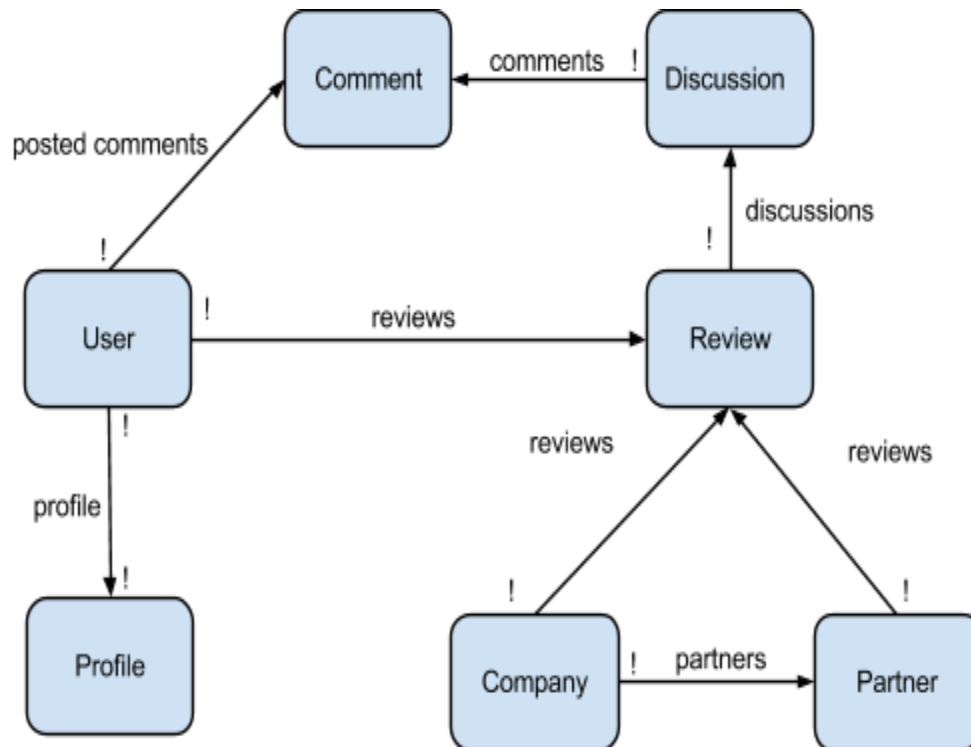 comments
!
Comment
Discussion
posted comments
discussions
!
!
!
reviews
User
Review
!
reviews
reviews
profile
!
!
!
Profile
Company
!
partners
Partner